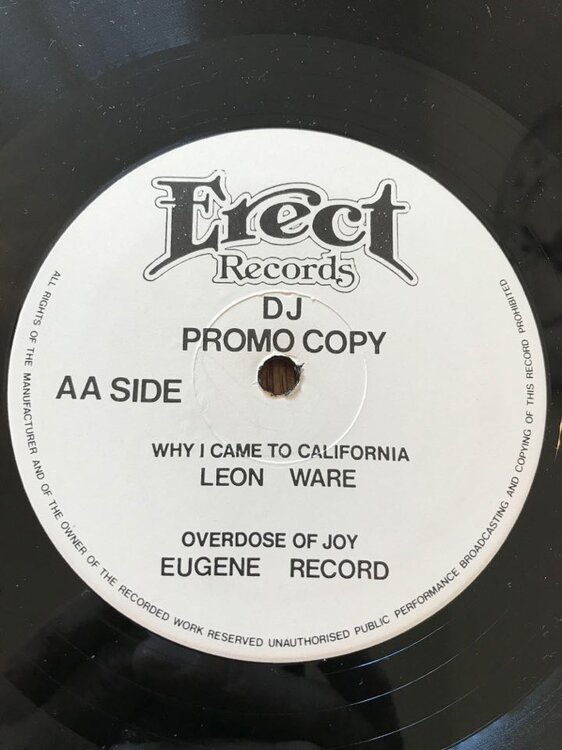 Erect
Records
DJ
PROMO COPY
AA SIDE
WHY I CAME TO CALIFORNIA
LEON WARE
OVERDOSE OF JOY
EUGENE RECORD
ALL RIGHTS OF THE MANUFACTURER AND OF THE OWNER OF THE RECORDED WORK RESERVED UNAUTHORISED PUBLIC PERFORMANCE BROADCASTING AND COPYING OF THIS RECORD PROHIBITED